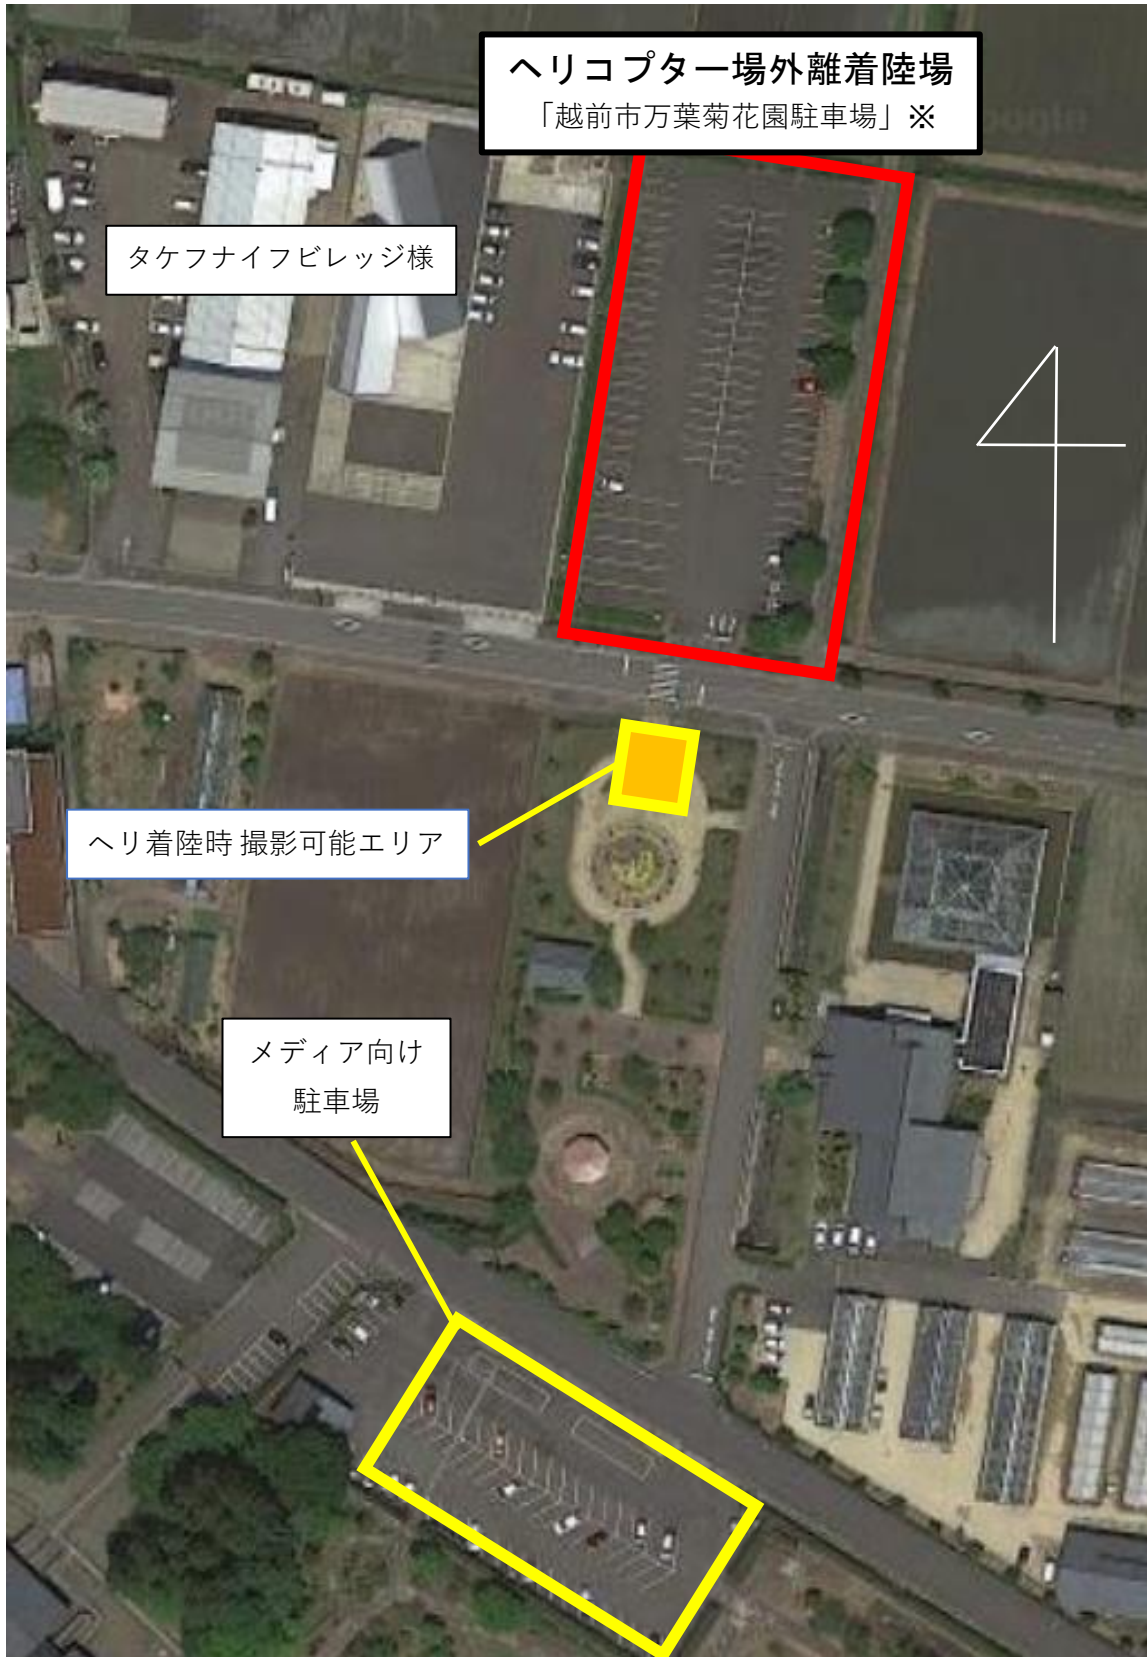 ヘリコプター場外離着陸場
「越前市万葉菊花園駐車場」※
タケフナイフビレッジ様
ヘリ着陸時 撮影可能エリア
メディア向け
駐車場